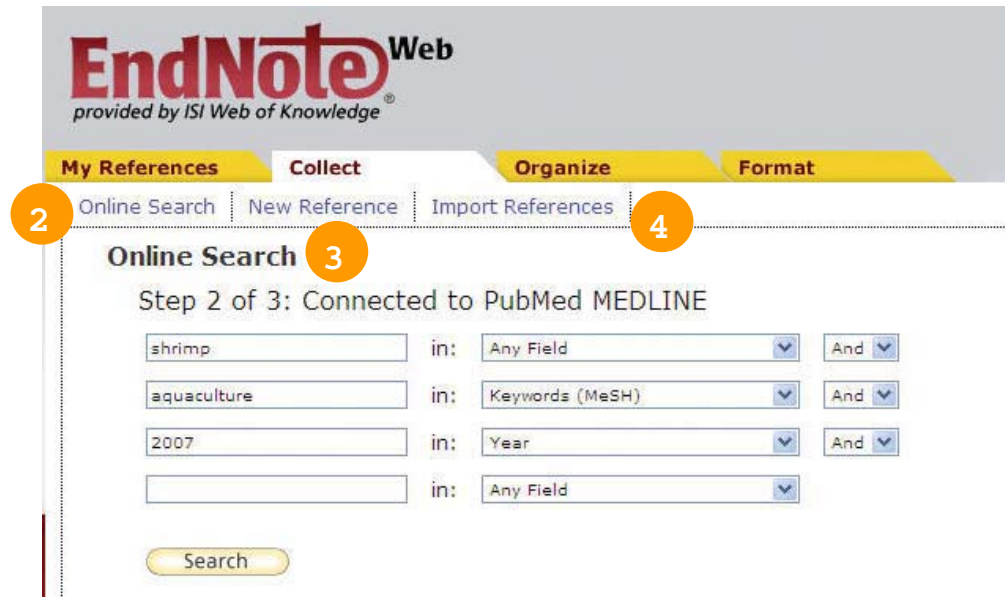 EndNote® Web
provided by ISI Web of Knowledge
My References Collect Organize Format
2 Online Search New Reference Import References 4
Online Search 3
Step 2 of 3: Connected to PubMed MEDLINE
shrimp in: Any Field And
aquaculture in: Keywords (MeSH) And
2007 in: Year And
in: Any Field
Search